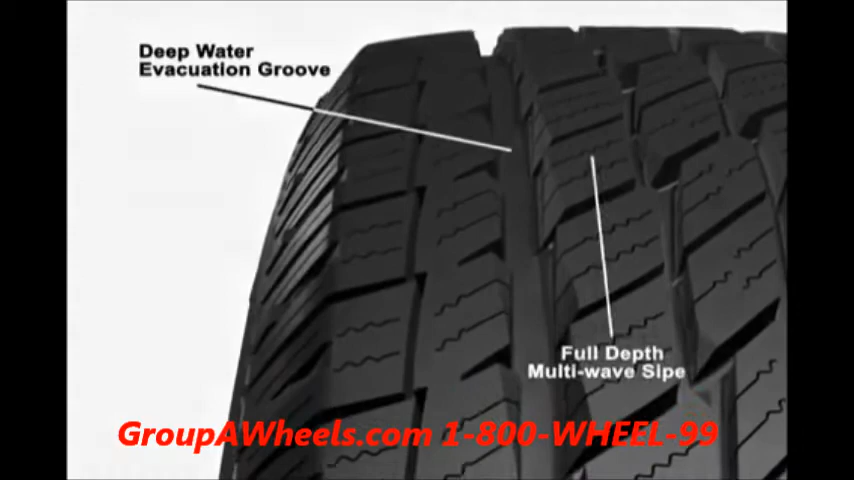 Deep Water
Evacuation Groove
Full Depth
Multi-wave Sipe
GroupAWheels.com 1-800-WHEEL-99